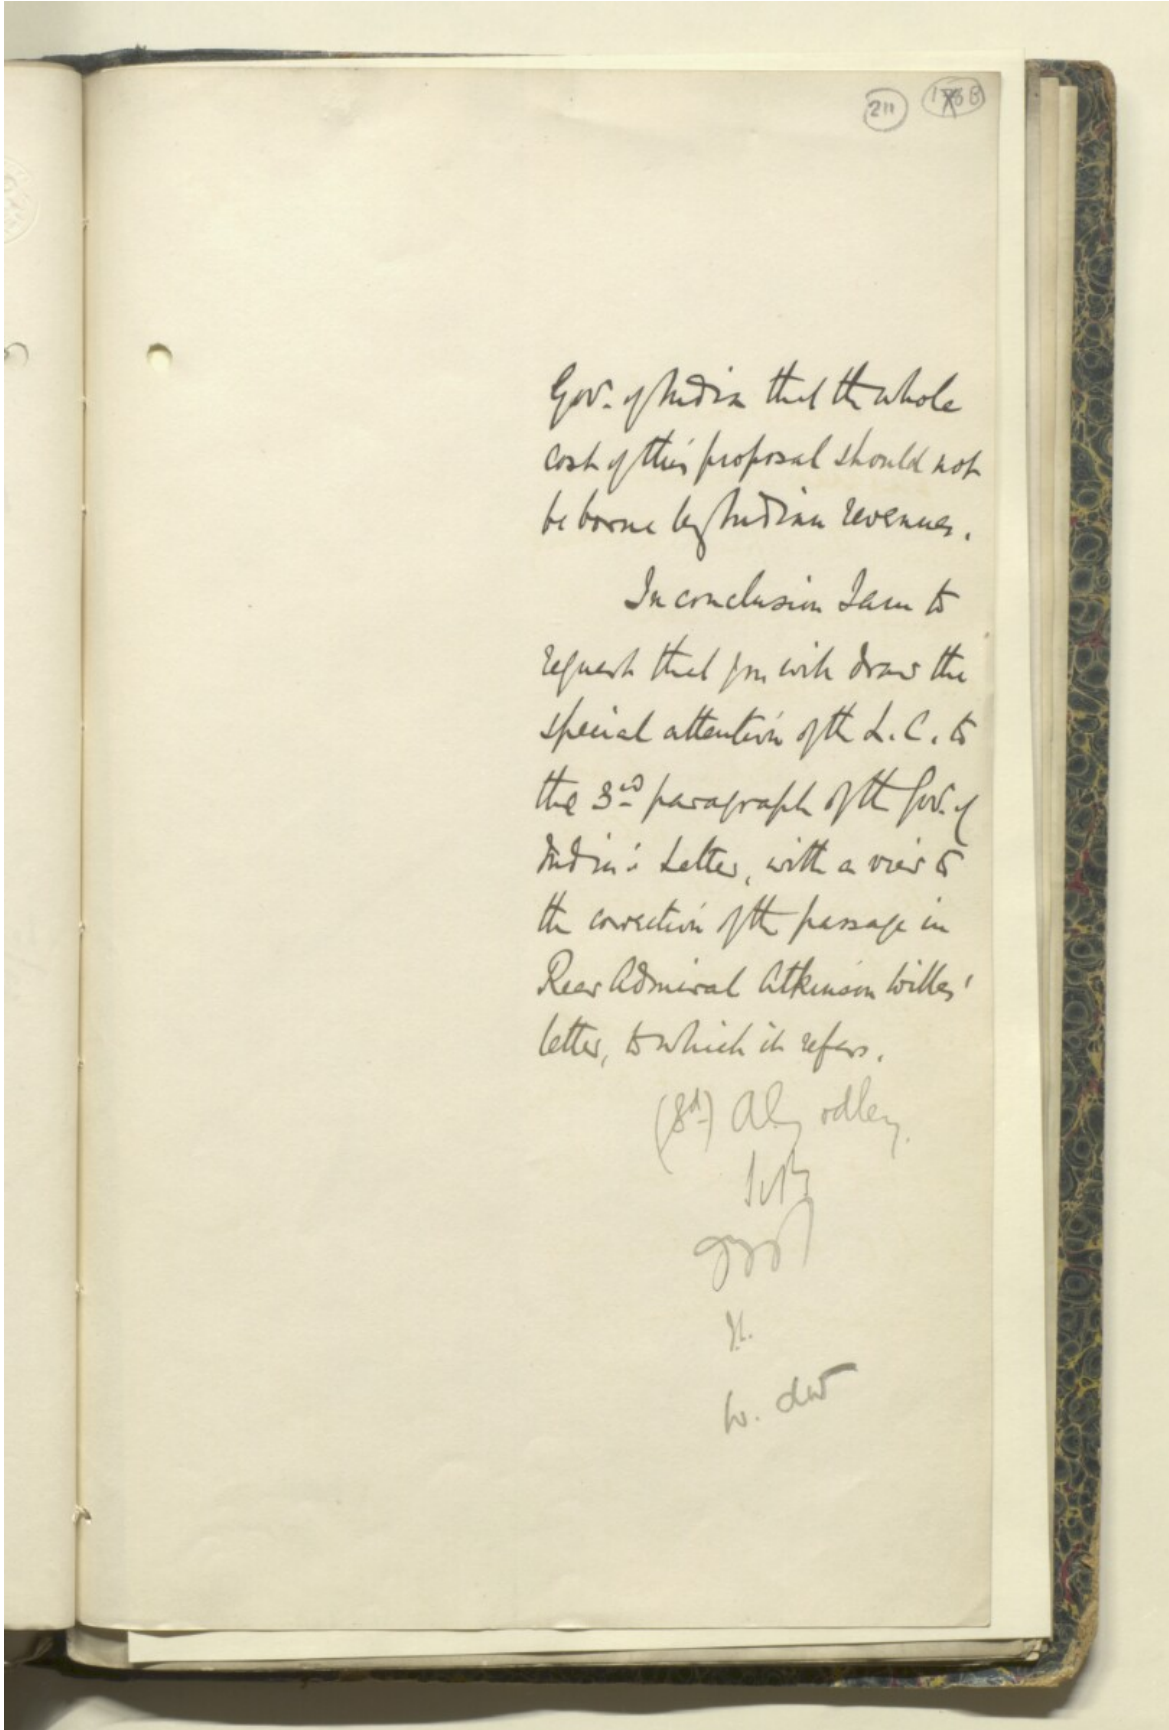 211
Gov. of India that the whole
cost of this proposal should not
be borne by Indian revenues.
In conclusion I am to
request that you will draw the
special attention of the L. C. to
the 3rd paragraph of the Gov. of
India's Letter, with a view to
the correction of the passage in
Rear Admiral Atkinson Willes'
letter, to which it refers.
(Sd) A Godley.